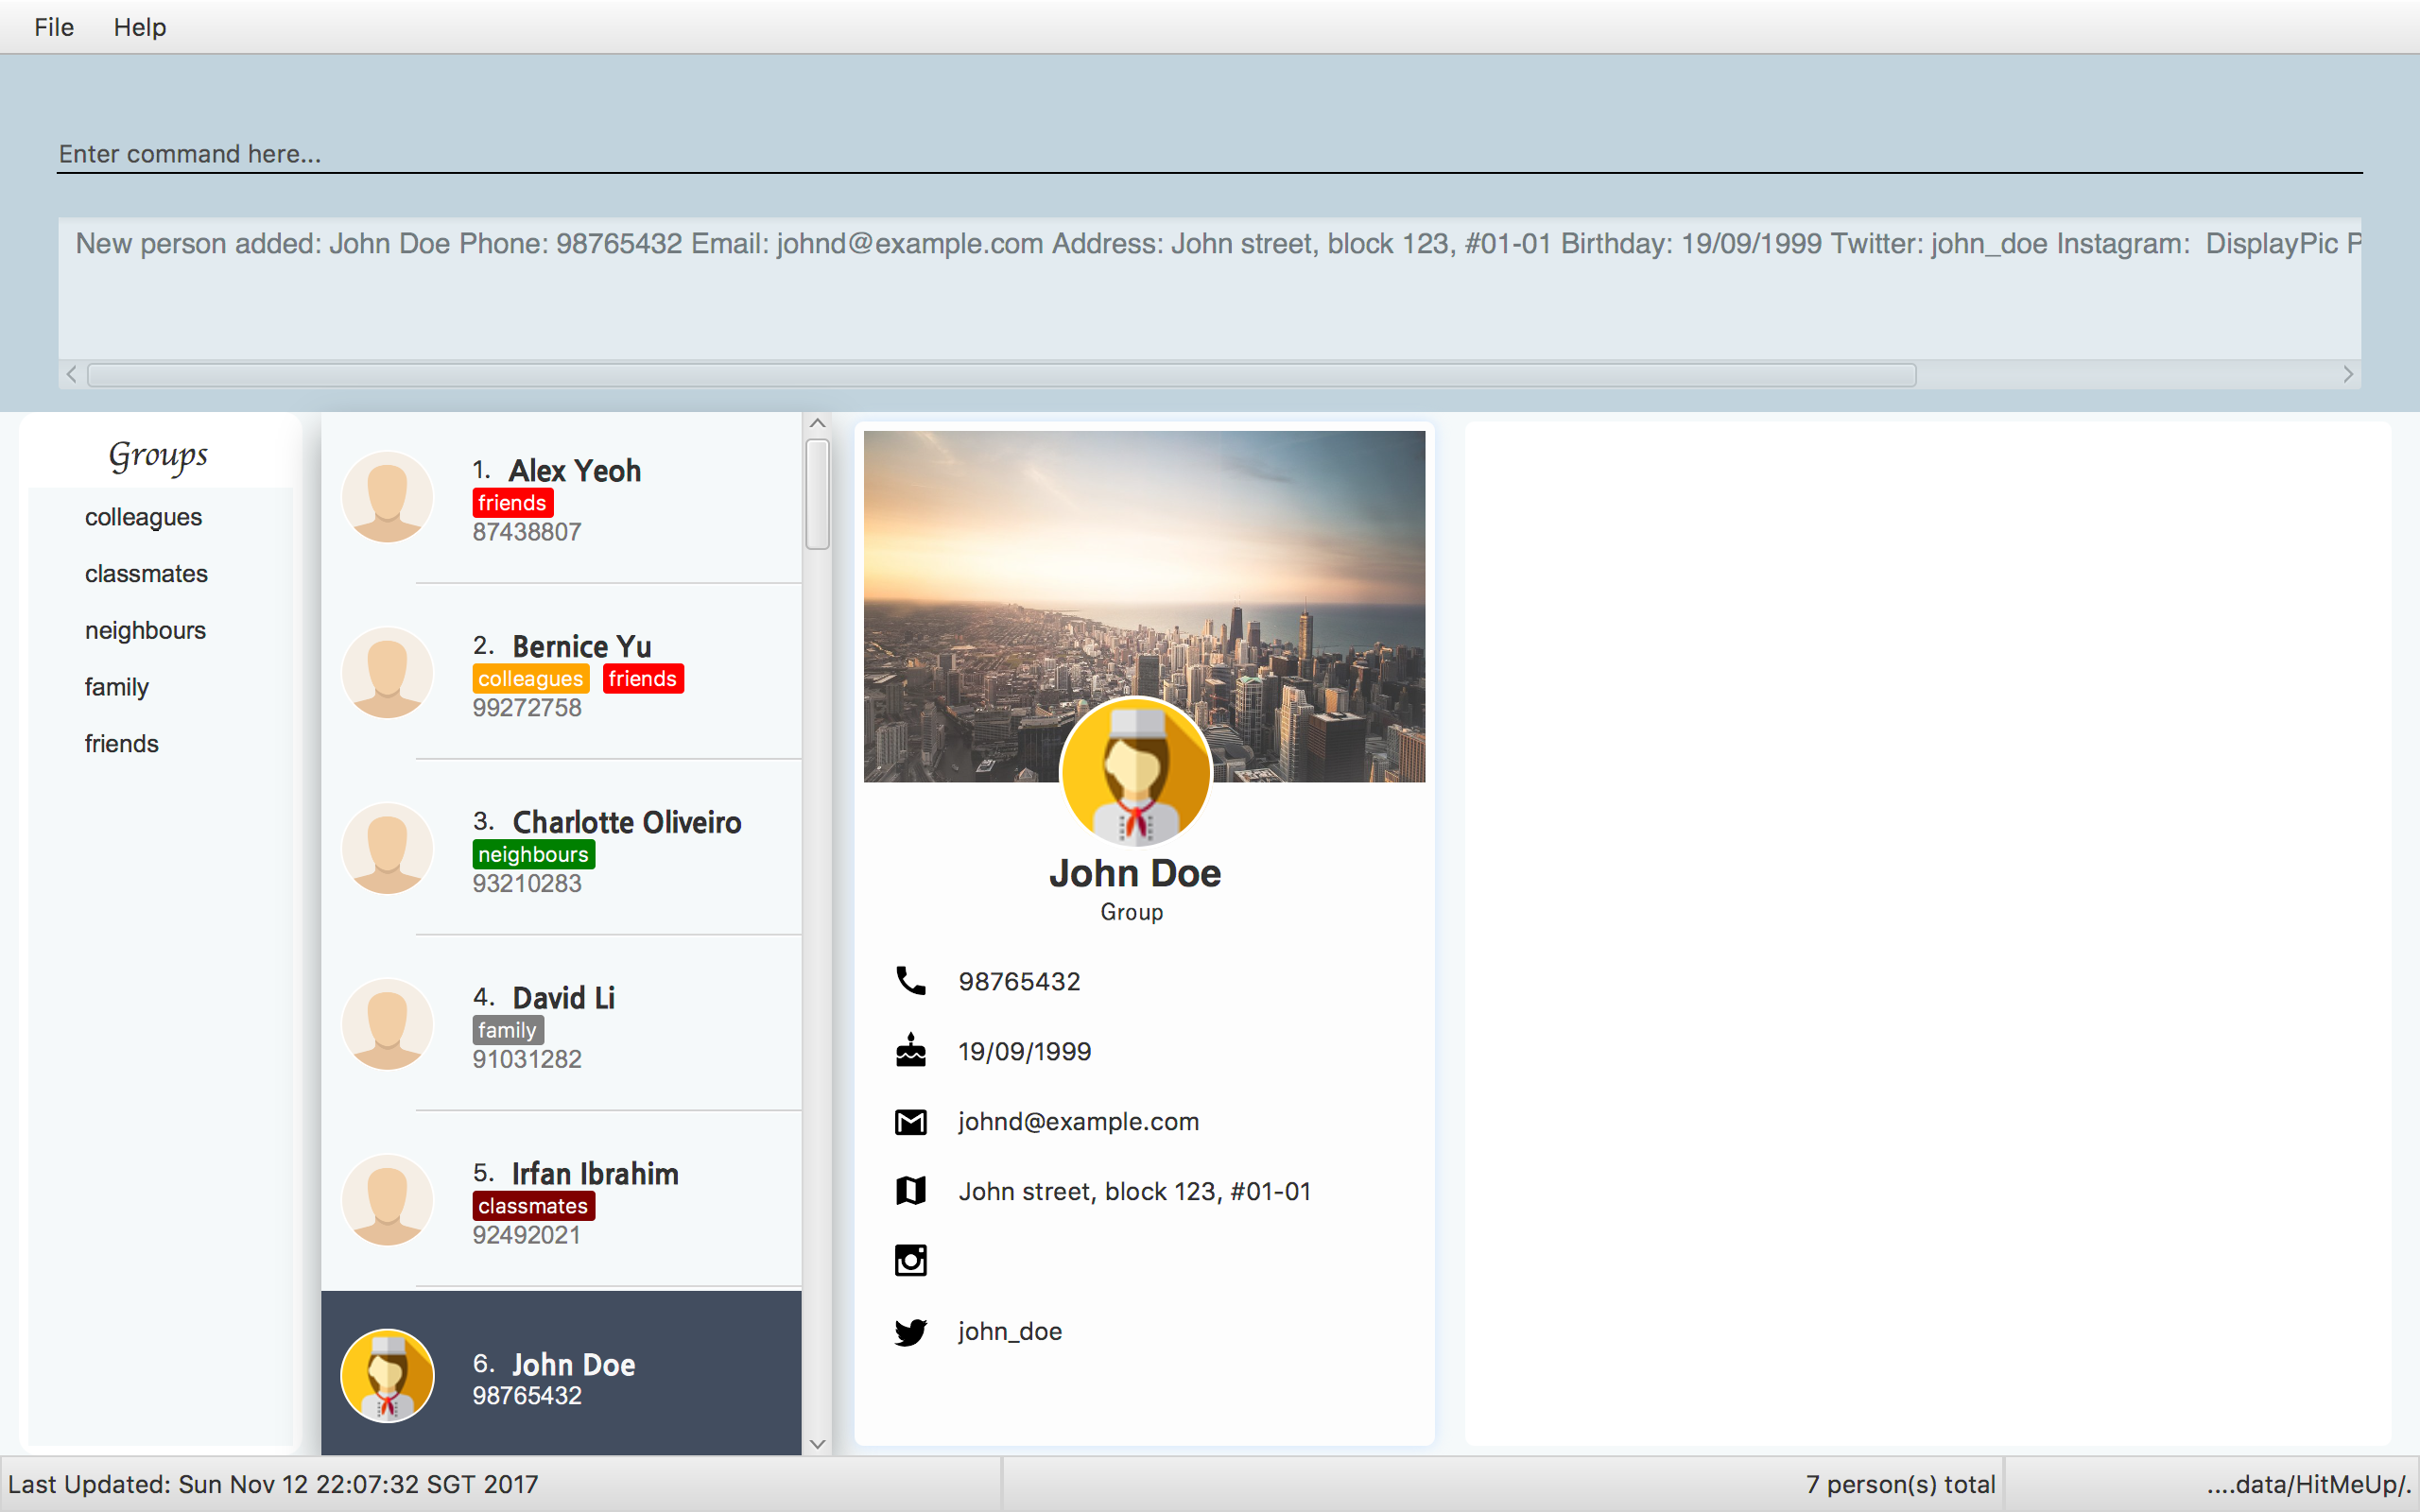 File Help
Enter command here...
New person added: John Doe Phone: 98765432 Email: johnd@example.com Address: John street, block 123, #01-01 Birthday: 19/09/1999 Twitter: john_doe Instagram:  DisplayPic P
Groups
colleagues
classmates
neighbours
family
friends
1. Alex Yeoh
friends
87438807
2. Bernice Yu
colleagues friends
99272758
3. Charlotte Oliveiro
neighbours
93210283
4. David Li
family
91031282
5. Irfan Ibrahim
classmates
92492021
6. John Doe
98765432
John Doe
Group
98765432
19/09/1999
johnd@example.com
John street, block 123, #01-01
john_doe
Last Updated: Sun Nov 12 22:07:32 SGT 2017
7 person(s) total
....data/HitMeUp/.